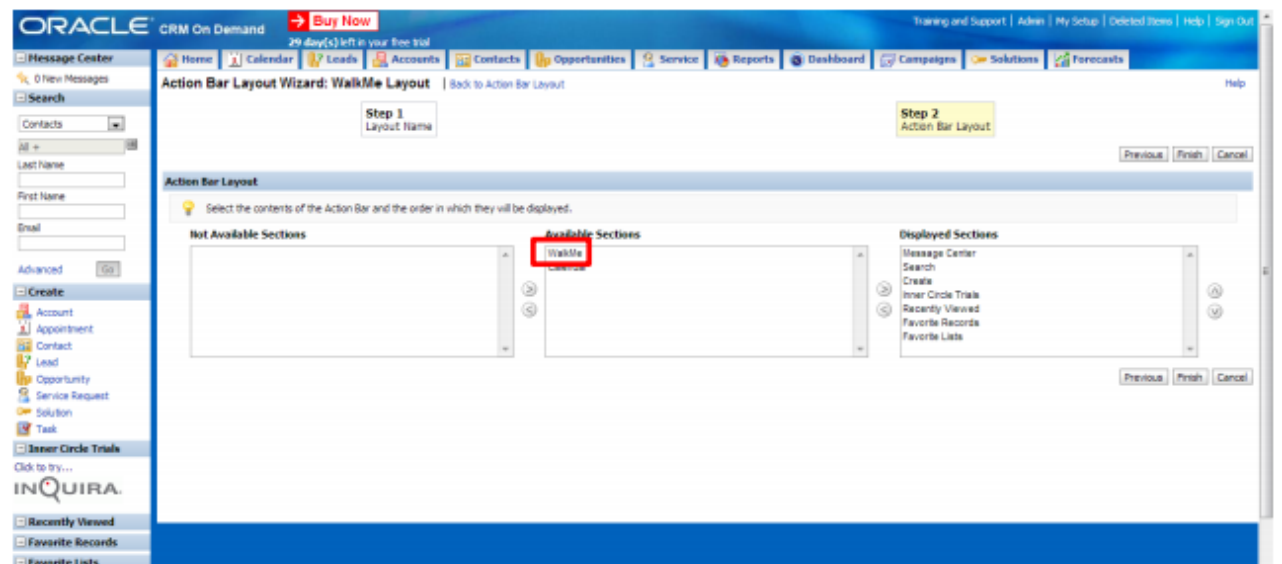 ORACLE CRM On Demand
Buy Now
29 day(s) left in your free trial
Training and Support | Admin | My Setup | Deleted Items | Help | Sign Out
Message Center
0 New Messages
Search
Contacts
All +
Last Name
First Name
Email
Advanced Go
Create
Account
Appointment
Contact
Lead
Opportunity
Service Request
Solution
Task
Inner Circle Trials
Click to try...
INQUIRA.
Recently Viewed
Favorite Records
Favorite Lists
Home Calendar Leads Accounts Contacts Opportunities Service Reports Dashboard Campaigns Solutions Forecasts
Action Bar Layout Wizard: WalkMe Layout | Back to Action Bar Layout
Help
Step 1
Layout Name
Step 2
Action Bar Layout
Previous Finish Cancel
Action Bar Layout
Select the contents of the Action Bar and the order in which they will be displayed.
Not Available Sections
Available Sections
WalkMe
Calendar
Displayed Sections
Message Center
Search
Create
Inner Circle Trials
Recently Viewed
Favorite Records
Favorite Lists
Previous Finish Cancel